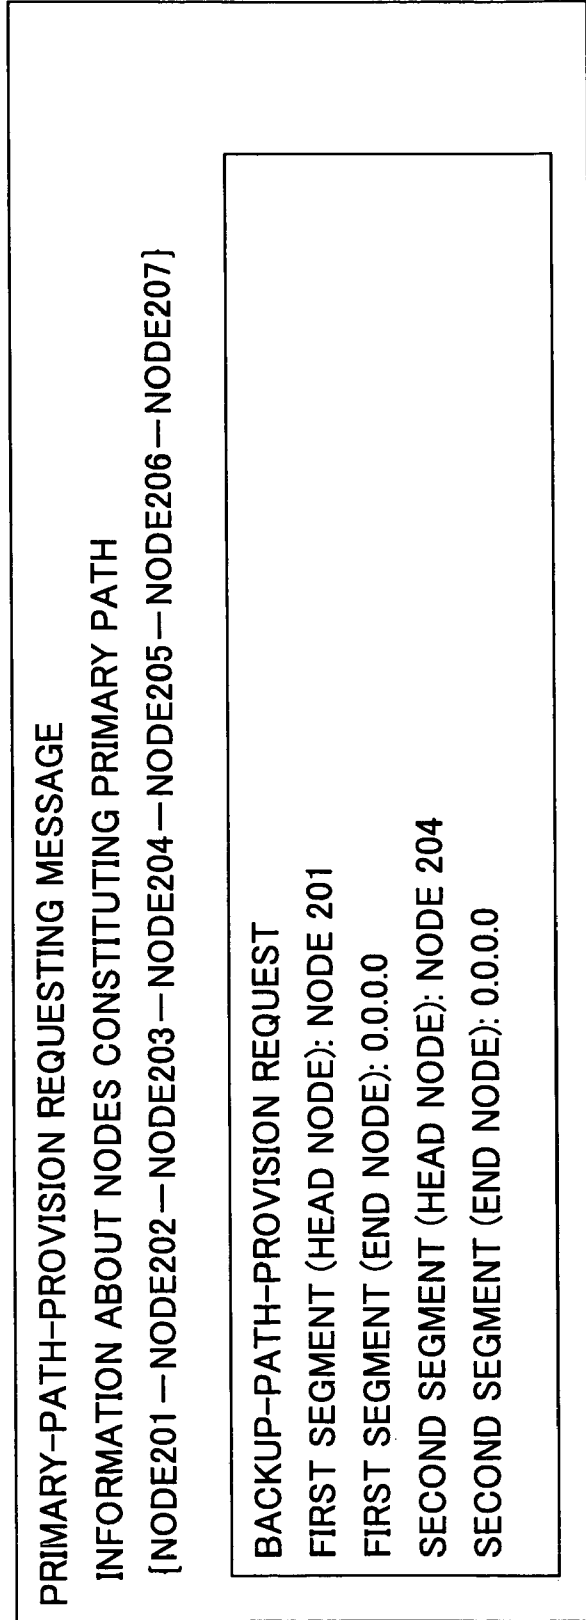 PRIMARY-PATH-PROVISION REQUESTING MESSAGE
INFORMATION ABOUT NODES CONSTITUTING PRIMARY PATH
{NODE201—NODE202—NODE203—NODE204—NODE205—NODE206—NODE207}
BACKUP-PATH-PROVISION REQUEST
FIRST SEGMENT (HEAD NODE): NODE 201
FIRST SEGMENT (END NODE): 0.0.0.0
SECOND SEGMENT (HEAD NODE): NODE 204
SECOND SEGMENT (END NODE): 0.0.0.0